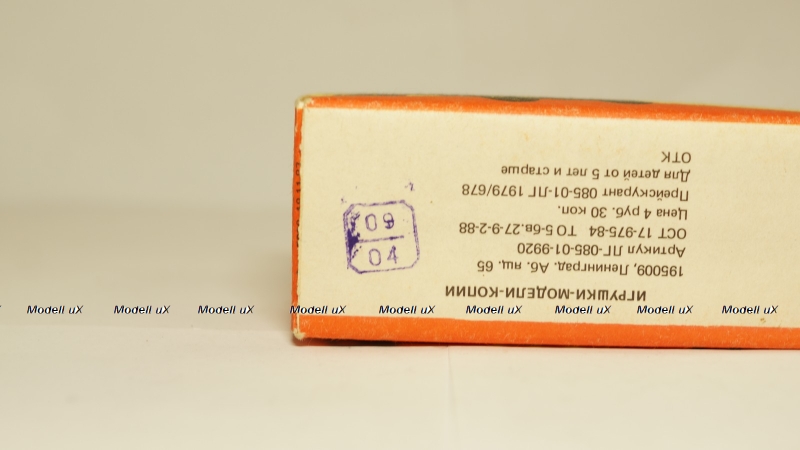 ИГРУШКИ-МОДЕЛИ-КОПИИ
195009, Ленинград. Аб. ящ. 65
Артикул ЛГ-085-01-9920
ОСТ 17-975-84 ТО 5-6в.27-9-2-88
Цена 4 руб. 30 коп.
Прейскурант 085-01-ЛГ 1979/678
Для детей от 5 лет и старше
ОТК
09
04
Modell uX Modell uX Modell uX Modell uX Modell uX Modell uX Modell uX Modell uX Modell uX